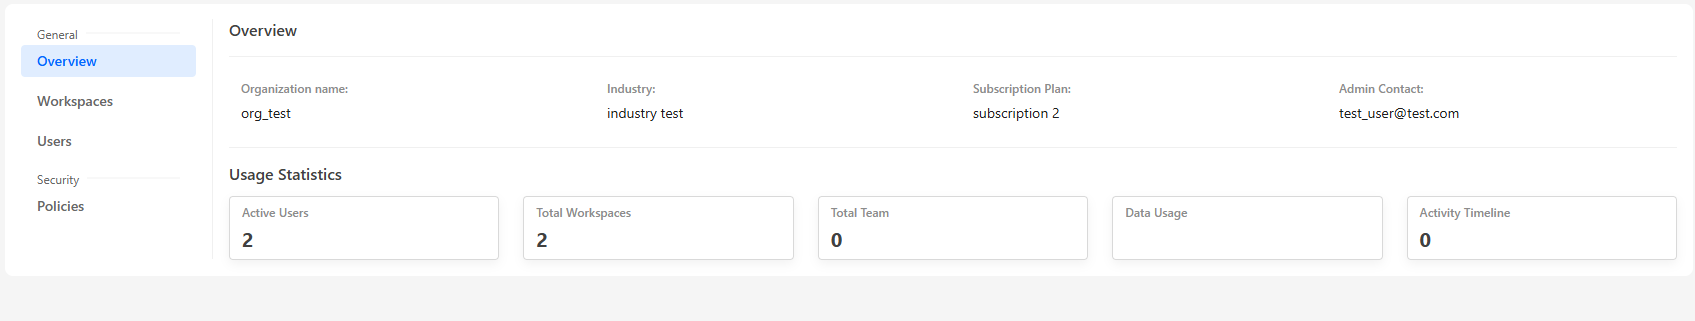 General
Overview
Workspaces
Users
Security
Policies
Overview
Organization name: Industry: Subscription Plan: Admin Contact:
org_test industry test subscription 2 test_user@test.com
Usage Statistics
Active Users Total Workspaces Total Team Data Usage Activity Timeline
2 2 0 0